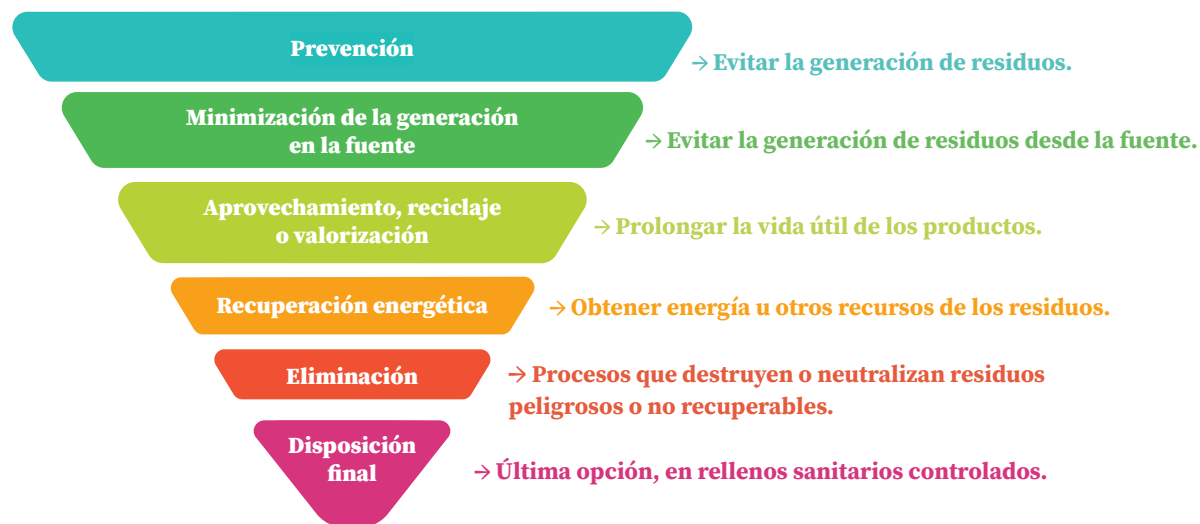 Prevención
→ Evitar la generación de residuos.
Minimización de la generación
en la fuente
→ Evitar la generación de residuos desde la fuente.
Aprovechamiento, reciclaje
o valorización
→ Prolongar la vida útil de los productos.
Recuperación energética
→ Obtener energía u otros recursos de los residuos.
Eliminación
→ Procesos que destruyen o neutralizan residuos
peligrosos o no recuperables.
Disposición
final
→ Última opción, en rellenos sanitarios controlados.